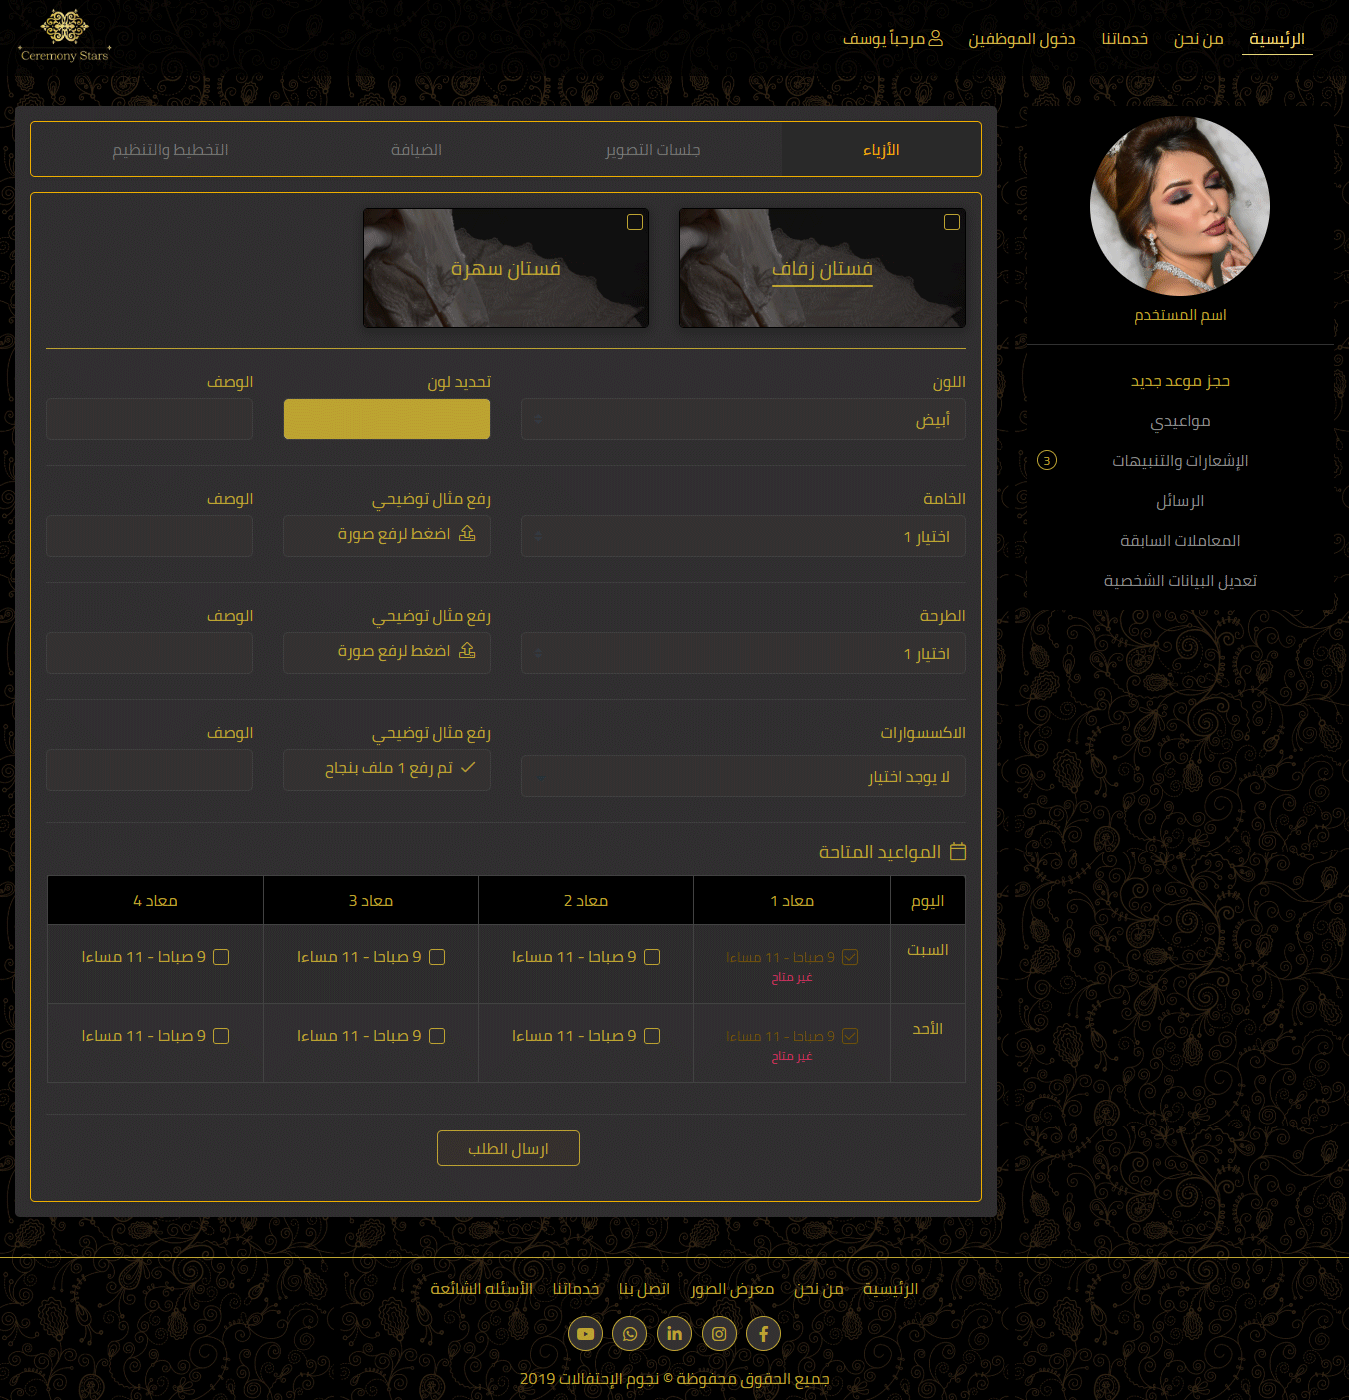 الرئيسية
من نحن
خدماتنا
دخول الموظفين
مرحباً يوسف
Ceremony Stars
اسم المستخدم
حجز موعد جديد
مواعيدي
الإشعارات والتنبيهات
3
الرسائل
المعاملات السابقة
تعديل البيانات الشخصية
الأزياء
جلسات التصوير
الضيافة
التخطيط والتنظيم
فستان زفاف
فستان سهرة
اللون
تحديد لون
الوصف
أبيض
الخامة
رفع مثال توضيحي
الوصف
اختيار 1
اضغط لرفع صورة
الطرحة
رفع مثال توضيحي
الوصف
اختيار 1
اضغط لرفع صورة
الاكسسوارات
رفع مثال توضيحي
الوصف
لا يوجد اختيار
تم رفع 1 ملف بنجاح
المواعيد المتاحة
اليوم
معاد 1
معاد 2
معاد 3
معاد 4
السبت
9 صباحا - 11 مساءا
غير متاح
9 صباحا - 11 مساءا
9 صباحا - 11 مساءا
9 صباحا - 11 مساءا
الأحد
9 صباحا - 11 مساءا
غير متاح
9 صباحا - 11 مساءا
9 صباحا - 11 مساءا
9 صباحا - 11 مساءا
ارسال الطلب
الرئيسية
من نحن
معرض الصور
اتصل بنا
خدماتنا
الأسئله الشائعة
جميع الحقوق محفوظة © نجوم الإحتفالات 2019